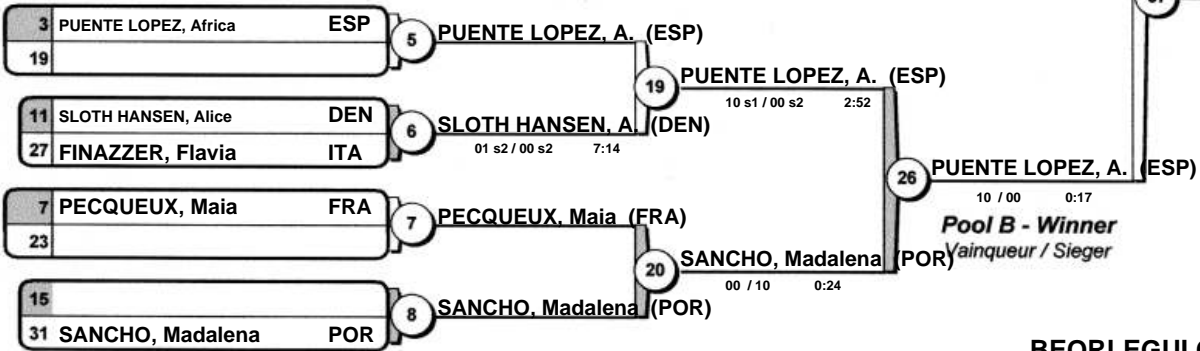 3 PUENTE LOPEZ, Africa ESP
19
5
PUENTE LOPEZ, A. (ESP)
11 SLOTH HANSEN, Alice DEN
27 FINAZZER, Flavia ITA
6
SLOTH HANSEN, A. (DEN)
01 s2 / 00 s2 7:14
19
PUENTE LOPEZ, A. (ESP)
10 s1 / 00 s2 2:52
7 PECQUEUX, Maia FRA
23
7
PECQUEUX, Maia (FRA)
15
31 SANCHO, Madalena POR
8
SANCHO, Madalena (POR)
20
SANCHO, Madalena (POR)
00 / 10 0:24
26
PUENTE LOPEZ, A. (ESP)
10 / 00 0:17
Pool B - Winner
Vainqueur / Sieger